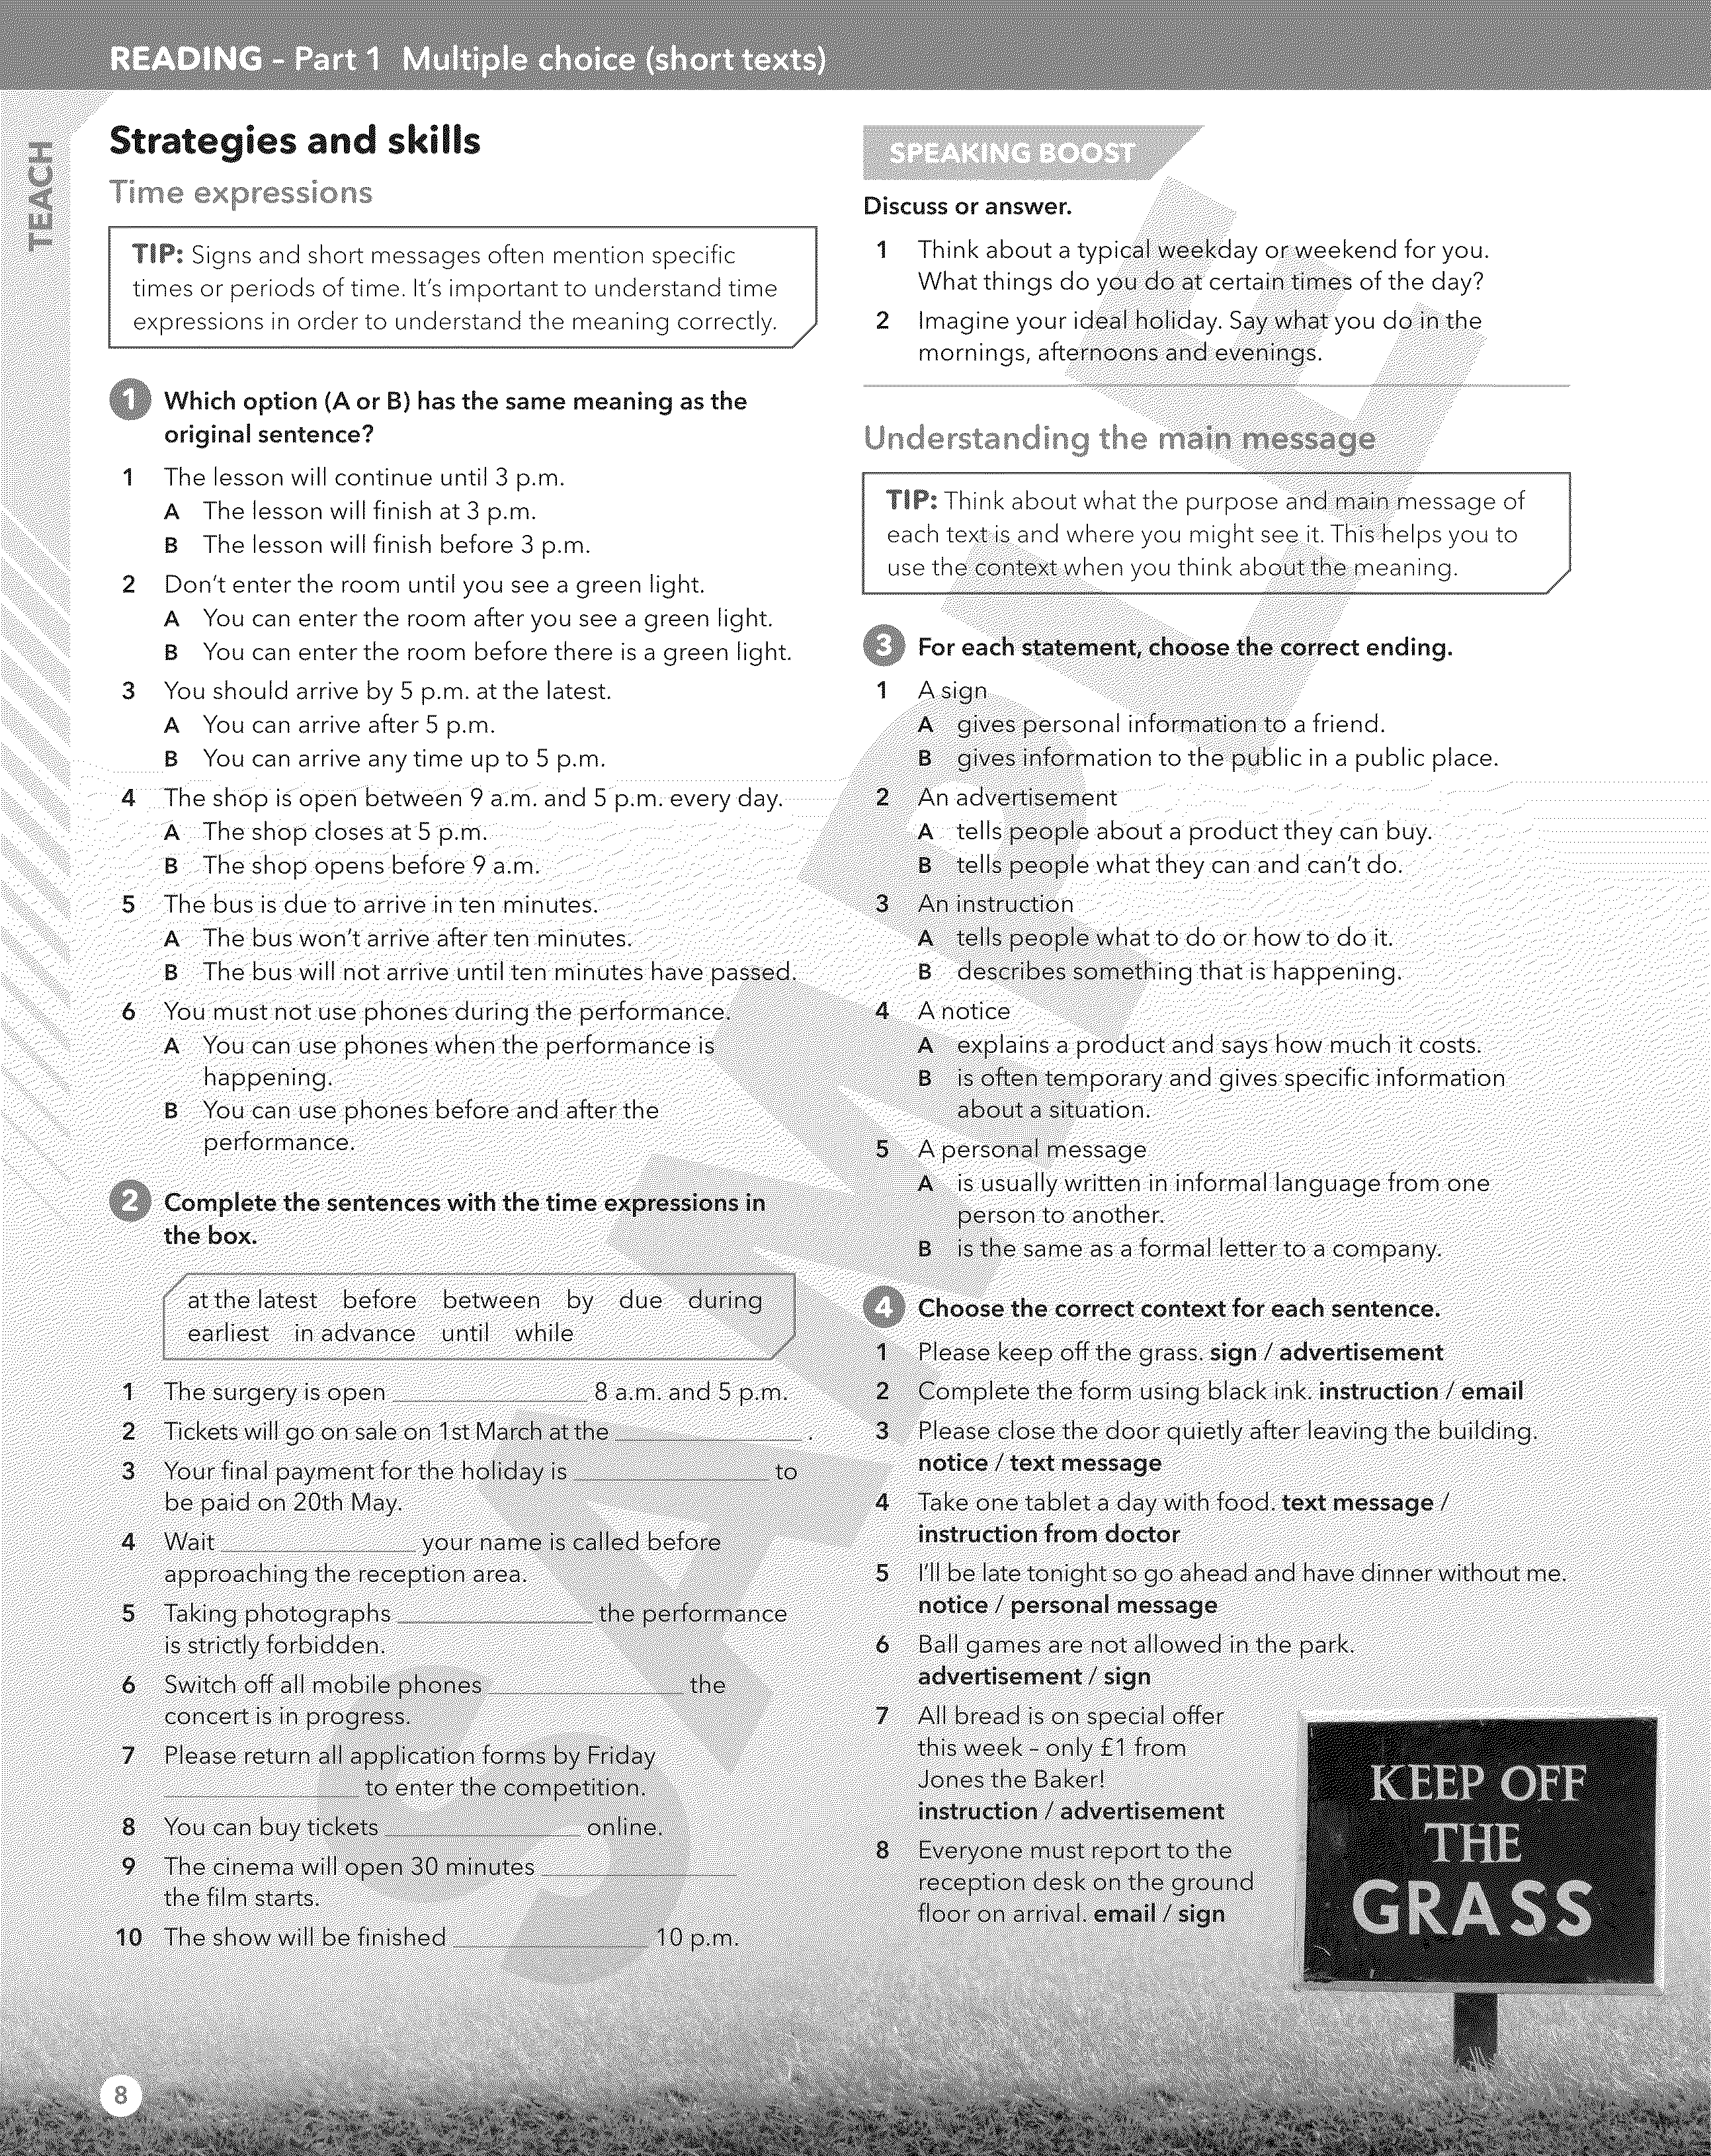 READING – Part 1 Multiple choice (short texts)
TEACH
Strategies and skills
Time expressions
TIP: Signs and short messages often mention specific
times or periods of time. It's important to understand time
expressions in order to understand the meaning correctly.
1 Which option (A or B) has the same meaning as the
original sentence?
1 The lesson will continue until 3 p.m.
A The lesson will finish at 3 p.m.
B The lesson will finish before 3 p.m.
2 Don't enter the room until you see a green light.
A You can enter the room after you see a green light.
B You can enter the room before there is a green light.
3 You should arrive by 5 p.m. at the latest.
A You can arrive after 5 p.m.
B You can arrive any time up to 5 p.m.
4 The shop is open between 9 a.m. and 5 p.m. every day.
A The shop closes at 5 p.m.
B The shop opens before 9 a.m.
5 The bus is due to arrive in ten minutes.
A The bus won't arrive after ten minutes.
B The bus will not arrive until ten minutes have passed.
6 You must not use phones during the performance.
A You can use phones when the performance is
happening.
B You can use phones before and after the
performance.
2 Complete the sentences with the time expressions in
the box.
at the latest before between by due during
earliest in advance until while
1 The surgery is open ____ 8 a.m. and 5 p.m.
2 Tickets will go on sale on 1st March at the ____ .
3 Your final payment for the holiday is ____ to
be paid on 20th May.
4 Wait ____ your name is called before
approaching the reception area.
5 Taking photographs ____ the performance
is strictly forbidden.
6 Switch off all mobile phones ____ the
concert is in progress.
7 Please return all application forms by Friday
____ to enter the competition.
8 You can buy tickets ____ online.
9 The cinema will open 30 minutes ____
the film starts.
10 The show will be finished ____ 10 p.m.
SPEAKING BOOST
Discuss or answer.
1 Think about a typical weekday or weekend for you.
What things do you do at certain times of the day?
2 Imagine your ideal holiday. Say what you do in the
mornings, afternoons and evenings.
Understanding the main message
TIP: Think about what the purpose and main message of
each text is and where you might see it. This helps you to
use the context when you think about the meaning.
3 For each statement, choose the correct ending.
1 A sign
A gives personal information to a friend.
B gives information to the public in a public place.
2 An advertisement
A tells people about a product they can buy.
B tells people what they can and can't do.
3 An instruction
A tells people what to do or how to do it.
B describes something that is happening.
4 A notice
A explains a product and says how much it costs.
B is often temporary and gives specific information
about a situation.
5 A personal message
A is usually written in informal language from one
person to another.
B is the same as a formal letter to a company.
4 Choose the correct context for each sentence.
1 Please keep off the grass. sign / advertisement
2 Complete the form using black ink. instruction / email
3 Please close the door quietly after leaving the building.
notice / text message
4 Take one tablet a day with food. text message /
instruction from doctor
5 I'll be late tonight so go ahead and have dinner without me.
notice / personal message
6 Ball games are not allowed in the park.
advertisement / sign
7 All bread is on special offer
this week – only £1 from
Jones the Baker!
instruction / advertisement
8 Everyone must report to the
reception desk on the ground
floor on arrival. email / sign
KEEP OFF
THE
GRASS
SAMPLE
8